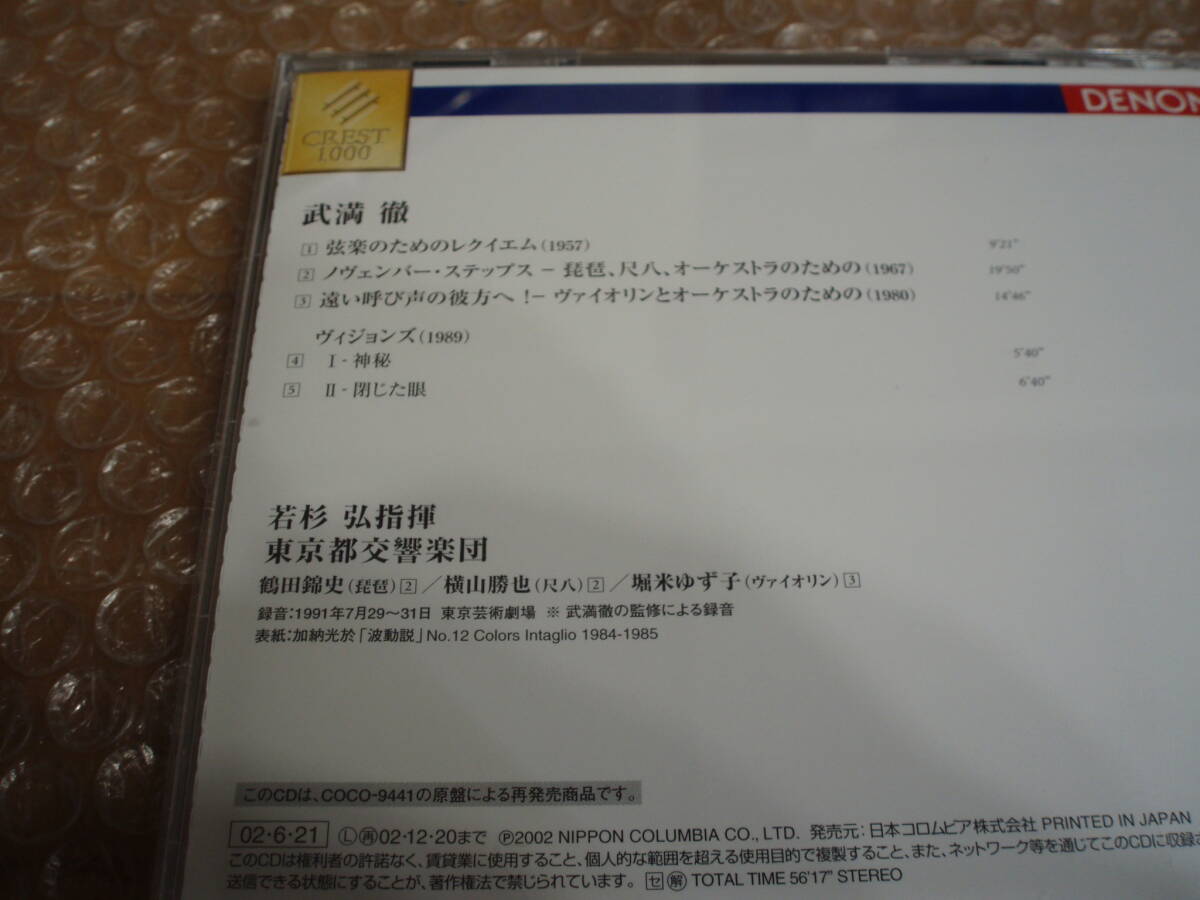 CREST
1000
DENON
武満 徹
1 弦楽のためのレクイエム(1957) 9'21"
2 ノヴェンバー・ステップス − 琵琶、尺八、オーケストラのための(1967) 19'50"
3 遠い呼び声の彼方へ!− ヴァイオリンとオーケストラのための(1980) 14'46"
ヴィジョンズ(1989)
4 I - 神秘 5'40"
5 II - 閉じた眼 6'40"
若杉 弘指揮
東京都交響楽団
鶴田錦史(琵琶)2／横山勝也(尺八)2／堀米ゆず子(ヴァイオリン)3
録音:1991年7月29〜31日 東京芸術劇場 ※ 武満徹の監修による録音
表紙:加納光於「波動説」No.12 Colors Intaglio 1984-1985
このCDは、COCO-9441の原盤による再発売商品です。
02・6・21 Ⓛ㊙02・12・20まで ℗2002 NIPPON COLUMBIA CO., LTD. 発売元:日本コロムビア株式会社 PRINTED IN JAPAN
このCDは権利者の許諾なく、賃貸業に使用すること、個人的な範囲を超える使用目的で複製すること、また、ネットワーク等を通じてこのCDに収録さ
送信できる状態にすることが、著作権法で禁じられています。 セ 解 TOTAL TIME 56'17" STEREO